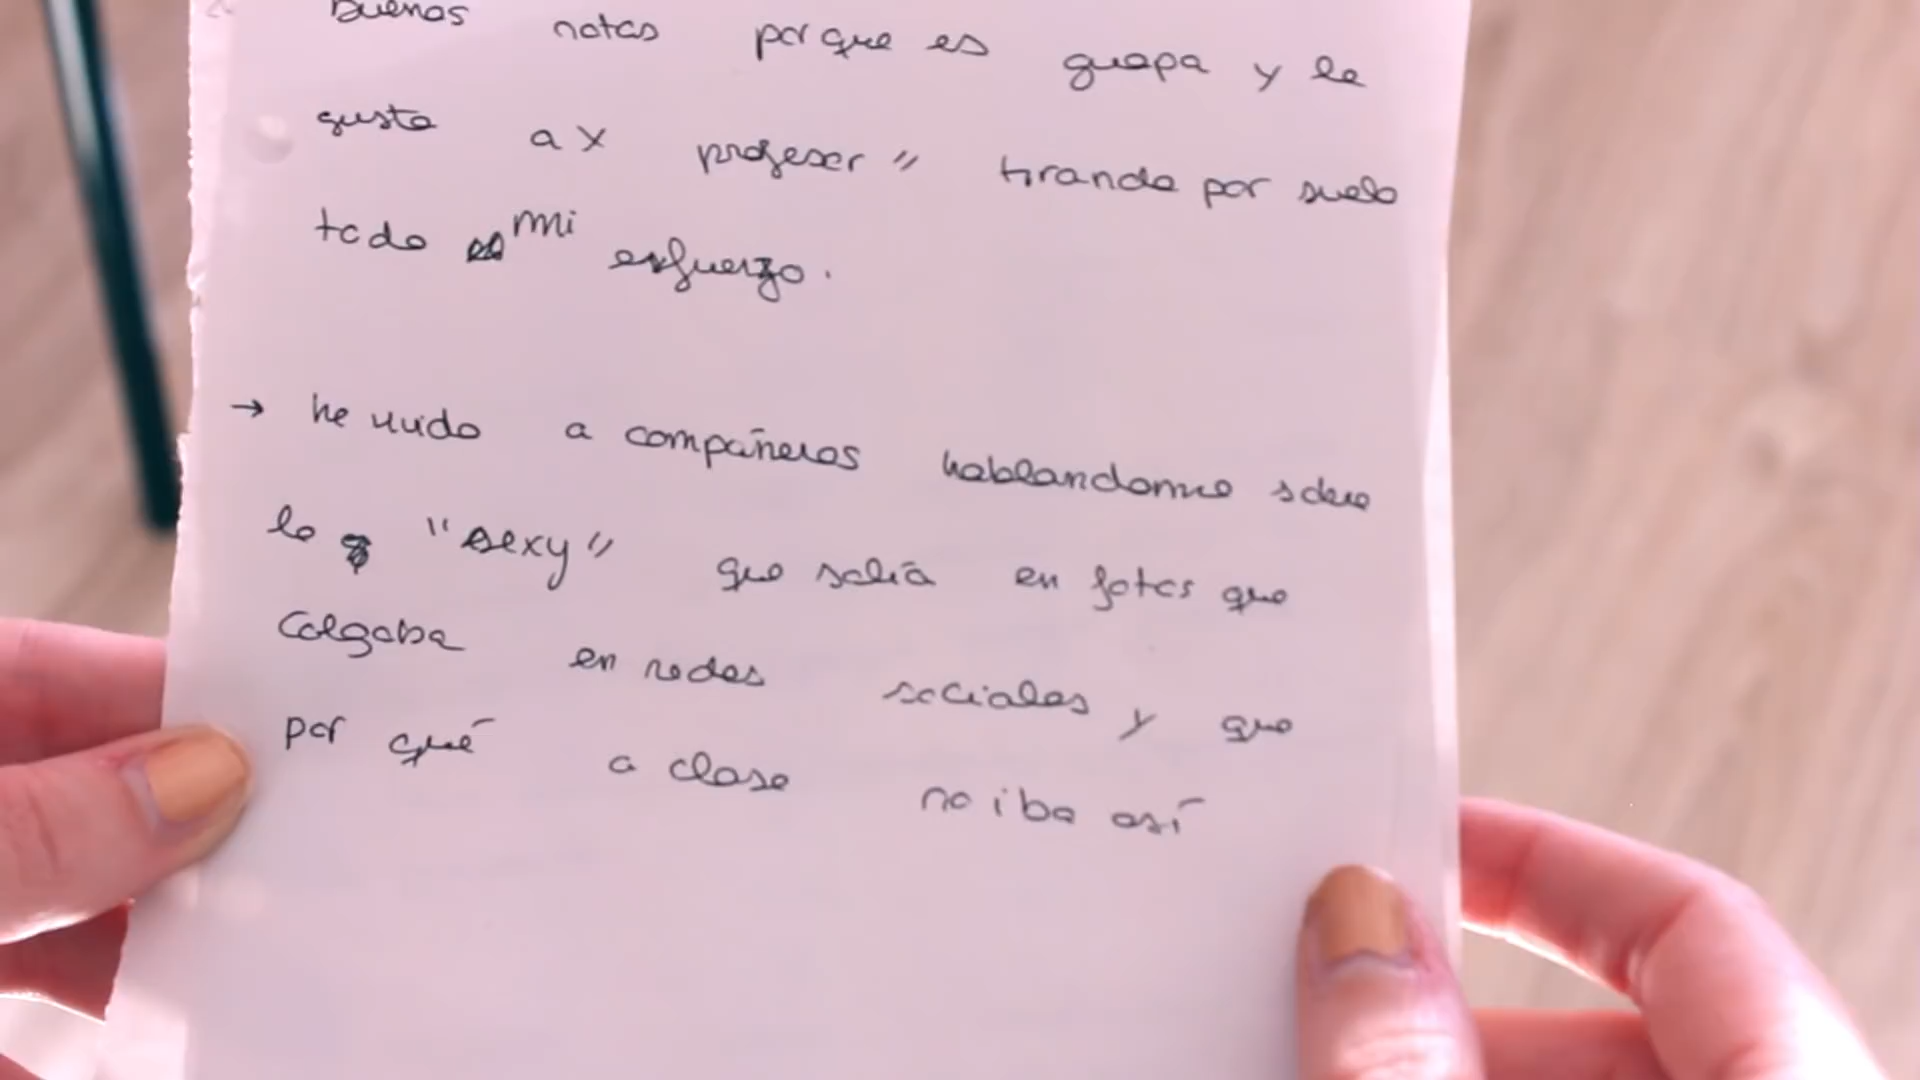 buenas notas porque es guapa y le
gusta a X profesor" tirando por suelo
todo mi esfuerzo.
→ he vivido a compañeros hablandome sobre
lo "sexy" que salía en fotos que
colgaba en redes sociales y que
por qué a clase no iba así